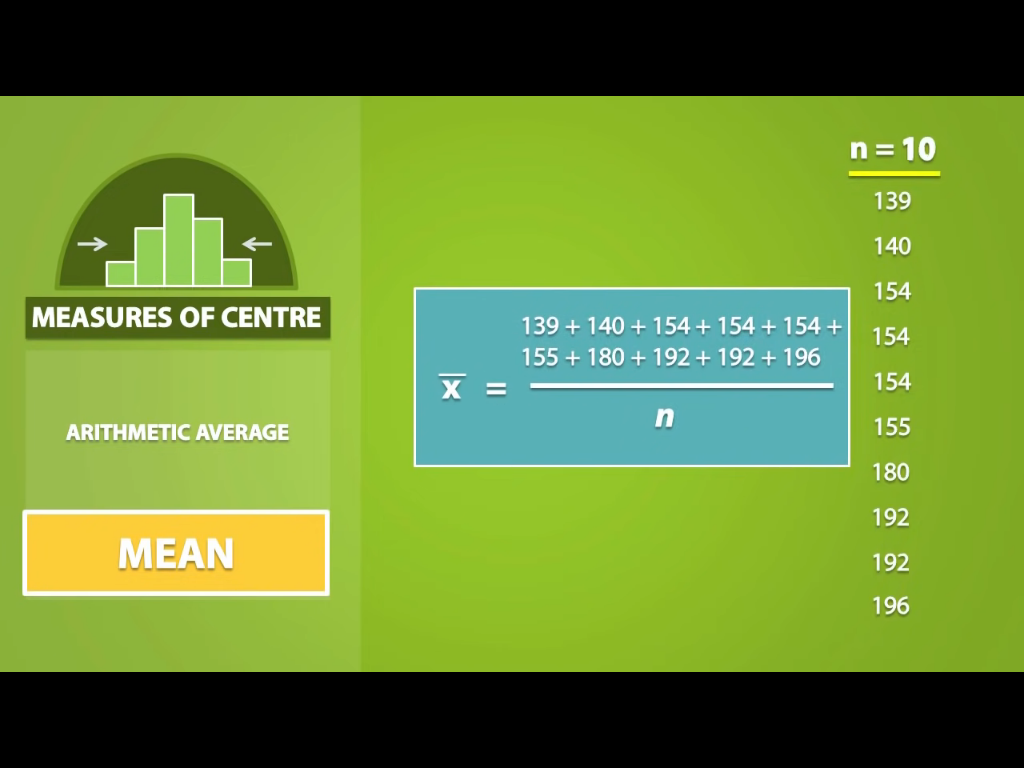 MEASURES OF CENTRE
ARITHMETIC AVERAGE
MEAN
139 + 140 + 154 + 154 + 154 +
155 + 180 + 192 + 192 + 196
x̅ =
n
n = 10
139
140
154
154
154
155
180
192
192
196